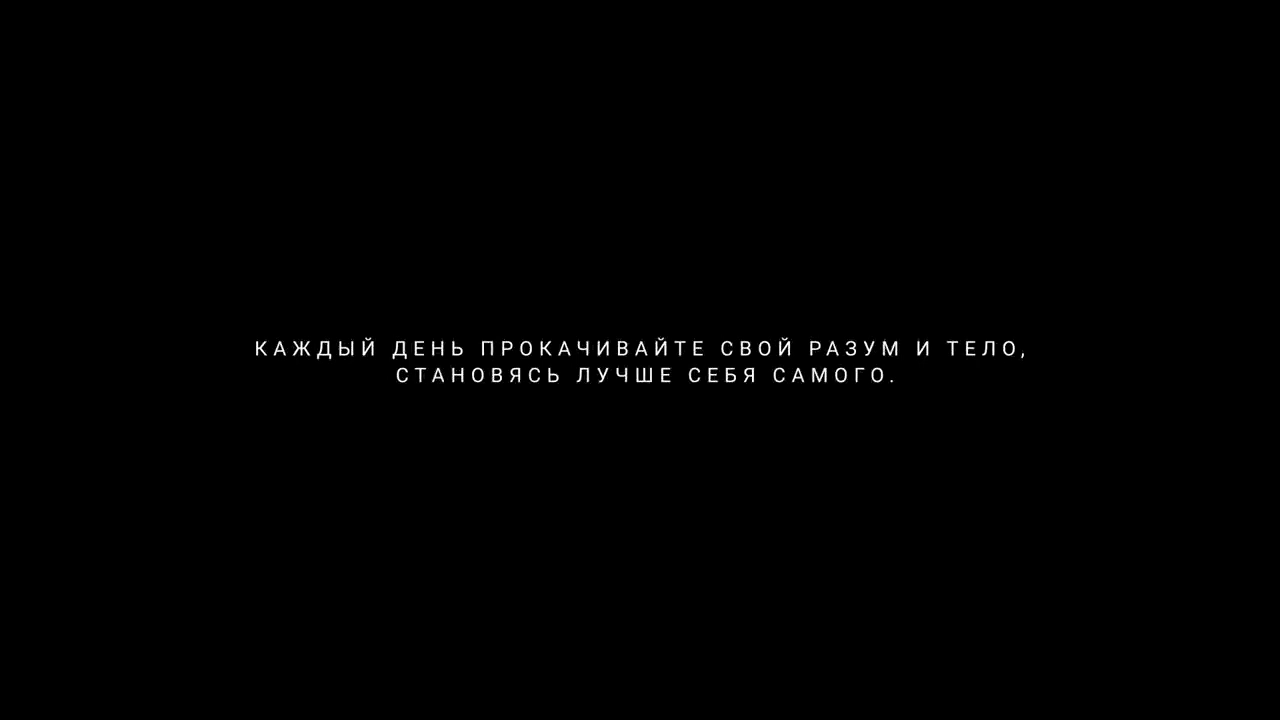 КАЖДЫЙ ДЕНЬ ПРОКАЧИВАЙТЕ СВОЙ РАЗУМ И ТЕЛО,
СТАНОВЯСЬ ЛУЧШЕ СЕБЯ САМОГО.